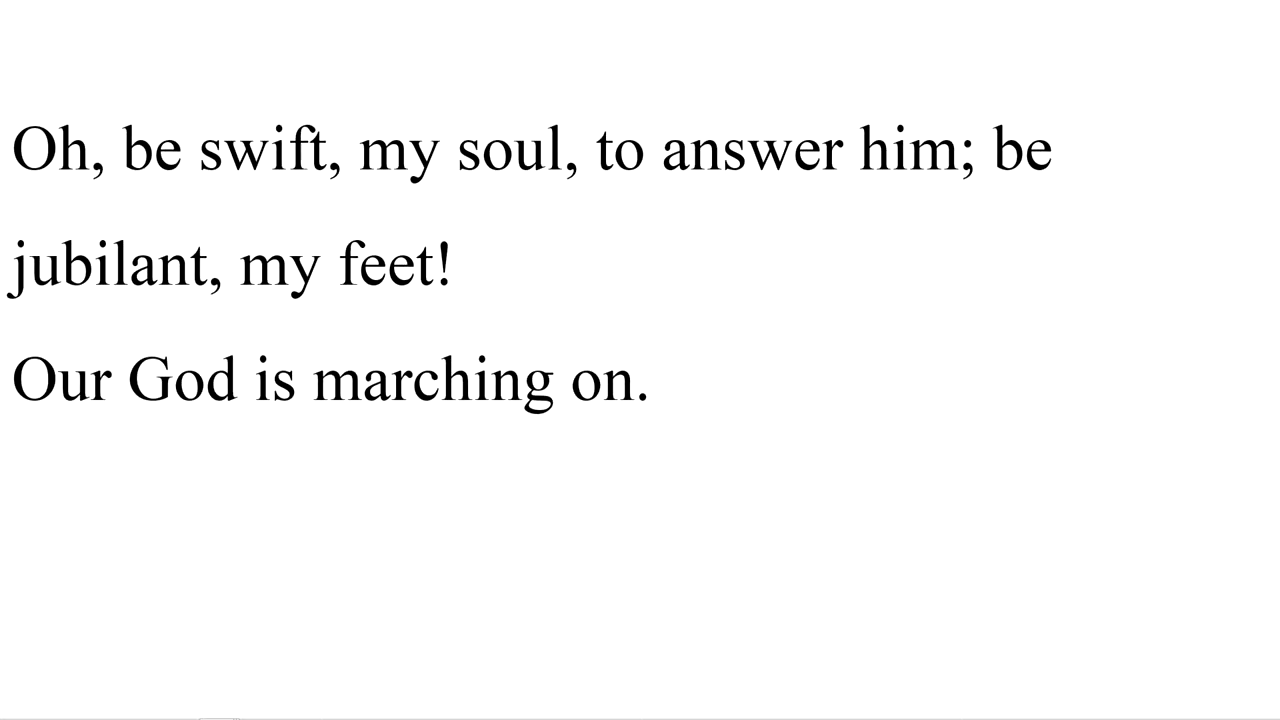 Oh, be swift, my soul, to answer him; be
jubilant, my feet!
Our God is marching on.